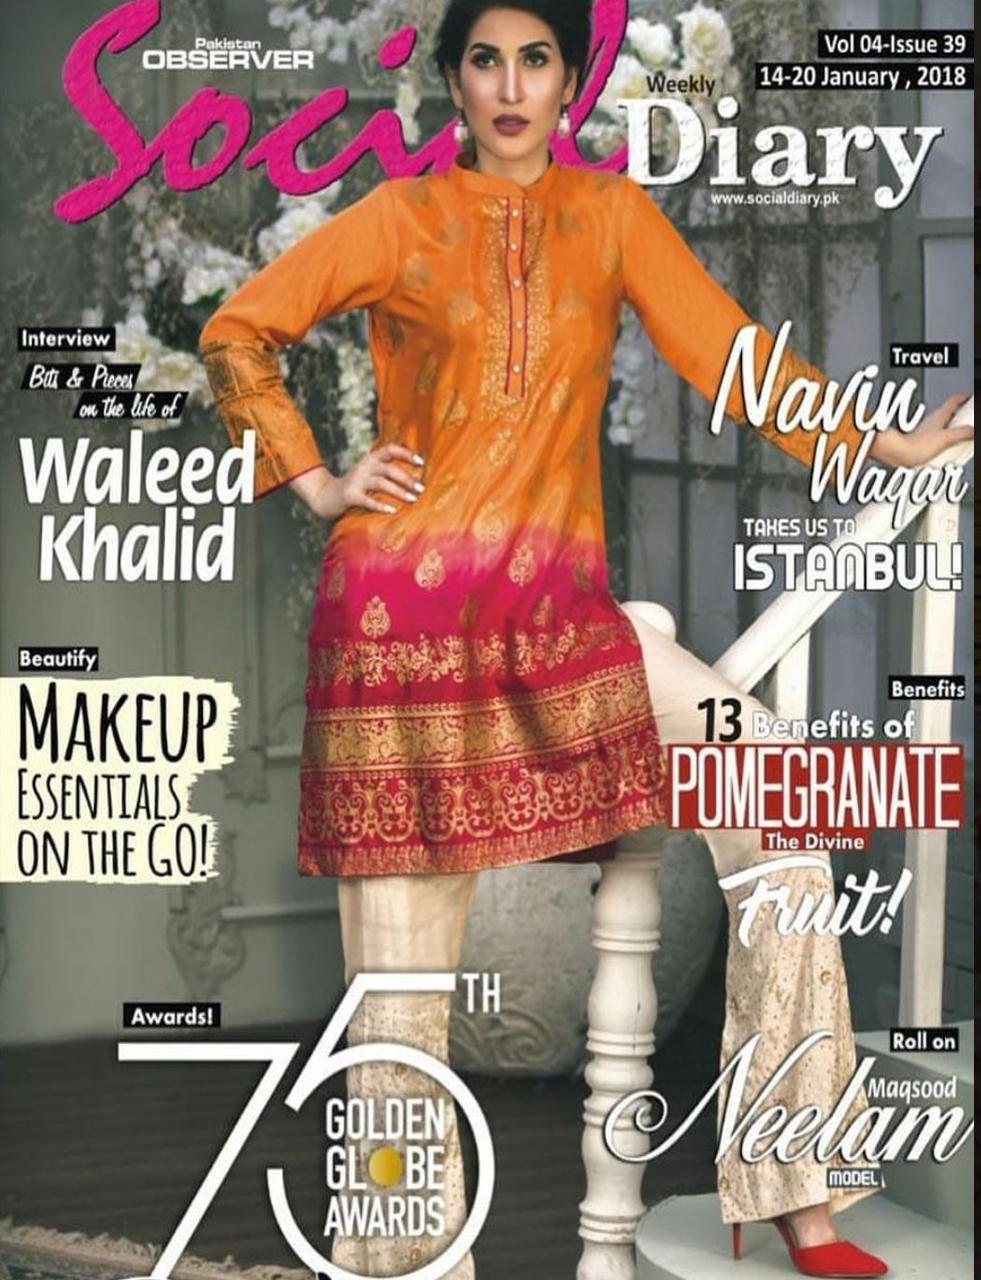 Pakistan
OBSERVER
Social
Weekly
Diary
www.socialdiary.pk
Vol 04-Issue 39
14-20 January , 2018
Interview
Bits & Pieces
on the life of
Waleed
Khalid
Travel
Navin
Waqar
TAKES US TO
ISTANBUL!
Beautify
MAKEUP
ESSENTIALS
ON THE GO!
Benefits
13 Benefits of
POMEGRANATE
The Divine
Fruit!
Awards!
75TH
GOLDEN
GLOBE
AWARDS
Roll on
Maqsood
Neelam
MODEL